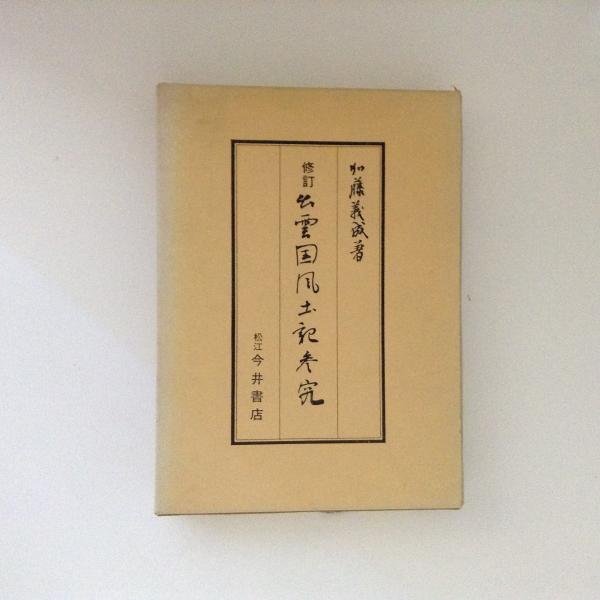 加藤義成著
修訂 出雲国風土記参究
松江 今井書店